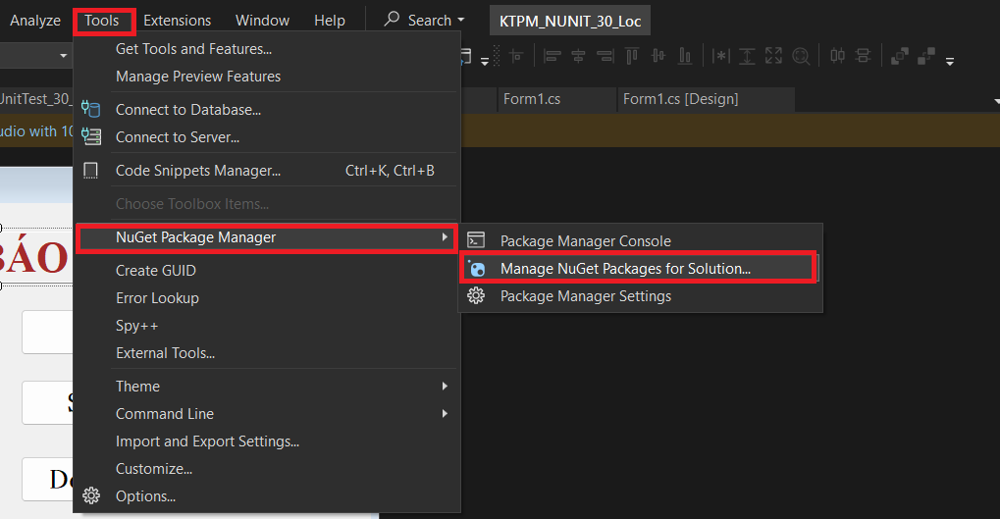 Analyze Tools Extensions Window Help Search KTPM_NUNIT_30_Loc
Get Tools and Features...
Manage Preview Features
UnitTest_30_ Form1.cs Form1.cs [Design]
Connect to Database...
udio with 10
Connect to Server...
Code Snippets Manager... Ctrl+K, Ctrl+B
Choose Toolbox Items...
NuGet Package Manager
Package Manager Console
BÁO
Manage NuGet Packages for Solution...
Create GUID
Package Manager Settings
Error Lookup
Spy++
External Tools...
Theme
S
Command Line
Import and Export Settings...
Customize...
De
Options...